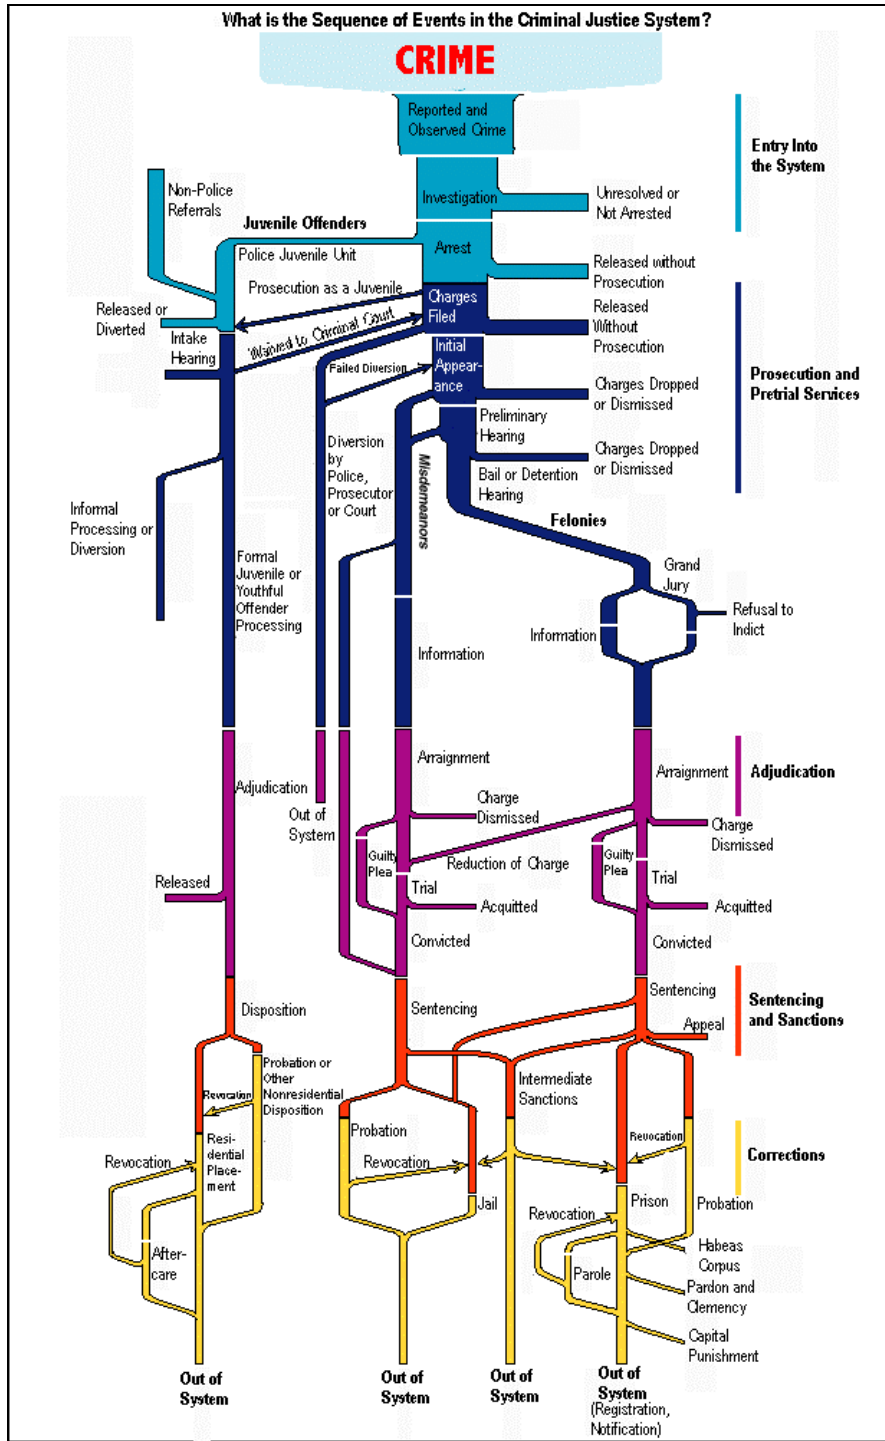 What is the Sequence of Events in the Criminal Justice System?
CRIME
Reported and
Observed Crime
Entry Into
the System
Non-Police
Referrals
Investigation
Unresolved or
Not Arrested
Juvenile Offenders
Police Juvenile Unit
Arrest
Released without
Prosecution
Prosecution as a Juvenile
Released or
Diverted
Charges
Filed
Released
Without
Prosecution
Intake
Hearing
Waived to Criminal Court
Failed Diversion
Initial
Appear-
ance
Charges Dropped
or Dismissed
Prosecution and
Pretrial Services
Preliminary
Hearing
Diversion
by
Police,
Prosecutor
or Court
Misdemeanors
Charges Dropped
or Dismissed
Bail or Detention
Hearing
Informal
Processing or
Diversion
Felonies
Formal
Juvenile or
Youthful
Offender
Processing
Grand
Jury
Refusal to
Indict
Information
Information
Arraignment
Arraignment
Adjudication
Adjudication
Out of
System
Charge
Dismissed
Charge
Dismissed
Guilty
Plea
Reduction of Charge
Guilty
Plea
Released
Trial
Trial
Acquitted
Acquitted
Convicted
Convicted
Disposition
Sentencing
Sentencing
Sentencing
and Sanctions
Appeal
Probation or
Other
Nonresidential
Disposition
Revocation
Intermediate
Sanctions
Probation
Revocation
Resi-
dential
Place-
ment
Revocation
Revocation
Corrections
Jail
Prison
Probation
Revocation
After-
care
Parole
Habeas
Corpus
Pardon and
Clemency
Capital
Punishment
Out of
System
Out of
System
Out of
System
Out of
System
(Registration,
Notification)